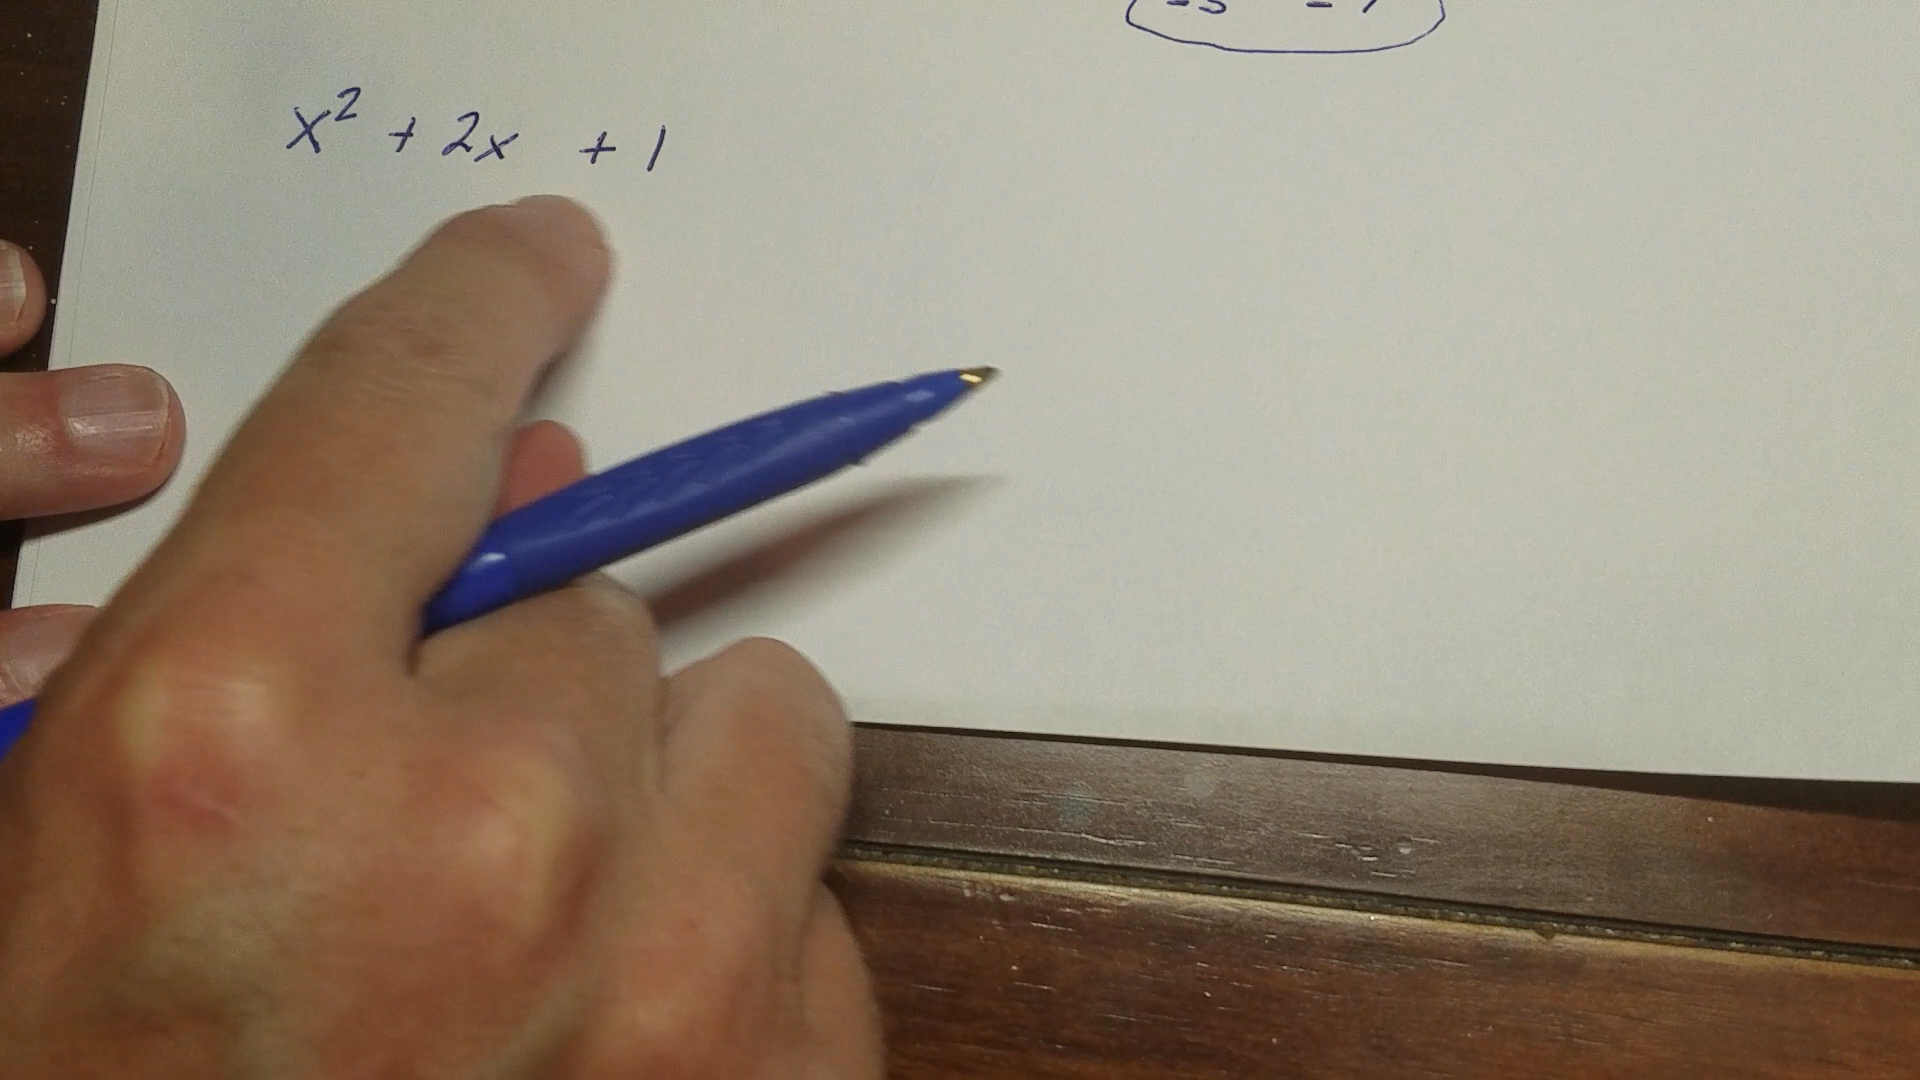 x² + 2x + 1